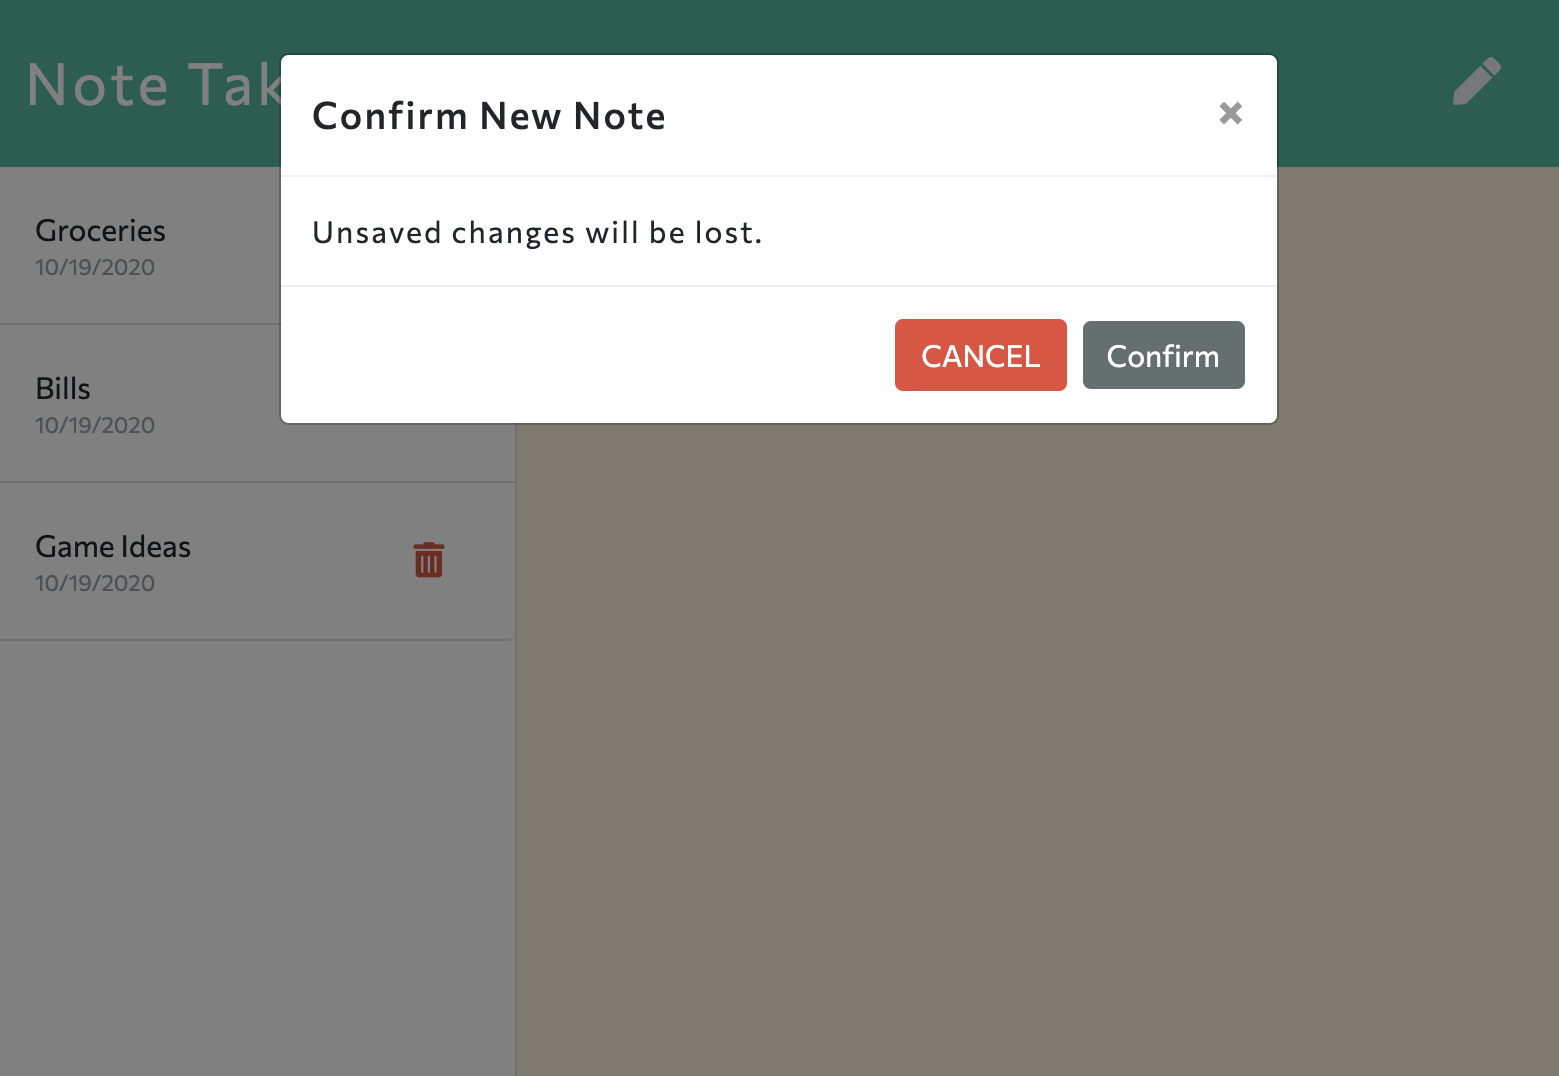 Note Tak
Confirm New Note
Unsaved changes will be lost.
CANCEL
Confirm
Groceries
10/19/2020
Bills
10/19/2020
Game Ideas
10/19/2020